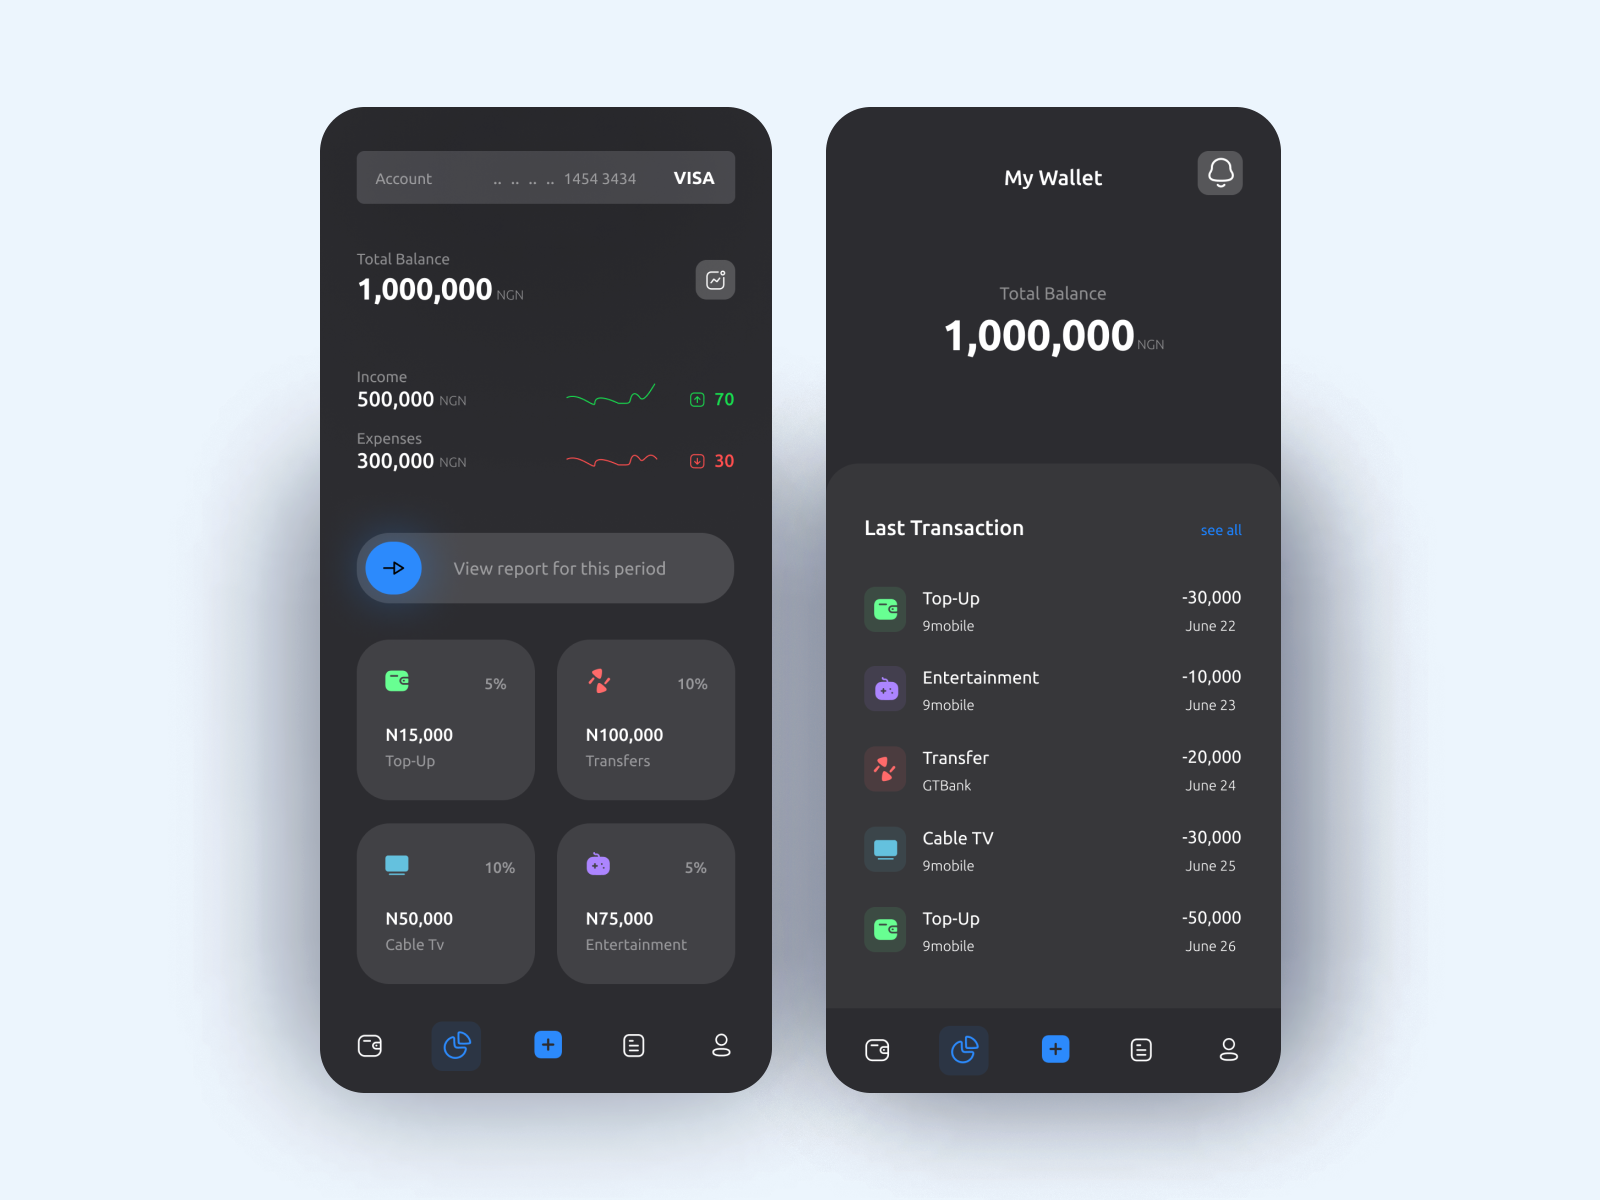 Account .. .. .. .. 1454 3434 VISA
Total Balance
1,000,000 NGN
Income
500,000 NGN 70
Expenses
300,000 NGN 30
View report for this period
5%
N15,000
Top-Up
10%
N100,000
Transfers
10%
N50,000
Cable Tv
5%
N75,000
Entertainment
My Wallet
Total Balance
1,000,000 NGN
Last Transaction see all
Top-Up -30,000
9mobile June 22
Entertainment -10,000
9mobile June 23
Transfer -20,000
GTBank June 24
Cable TV -30,000
9mobile June 25
Top-Up -50,000
9mobile June 26